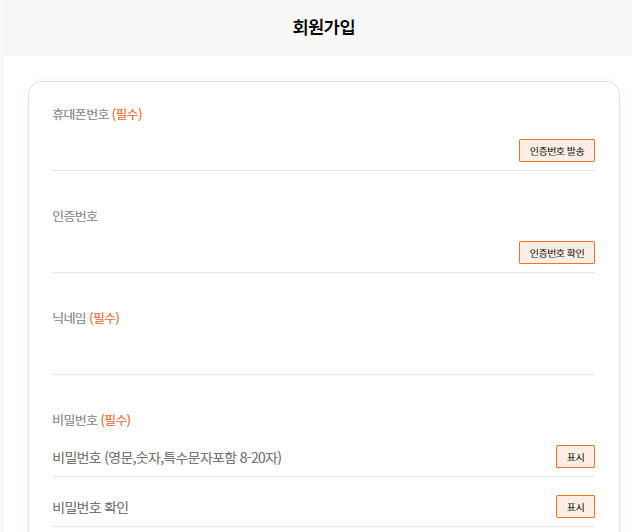 회원가입
휴대폰번호 (필수)
인증번호 발송
인증번호
인증번호 확인
닉네임 (필수)
비밀번호 (필수)
비밀번호 (영문,숫자,특수문자포함 8-20자)
표시
비밀번호 확인
표시